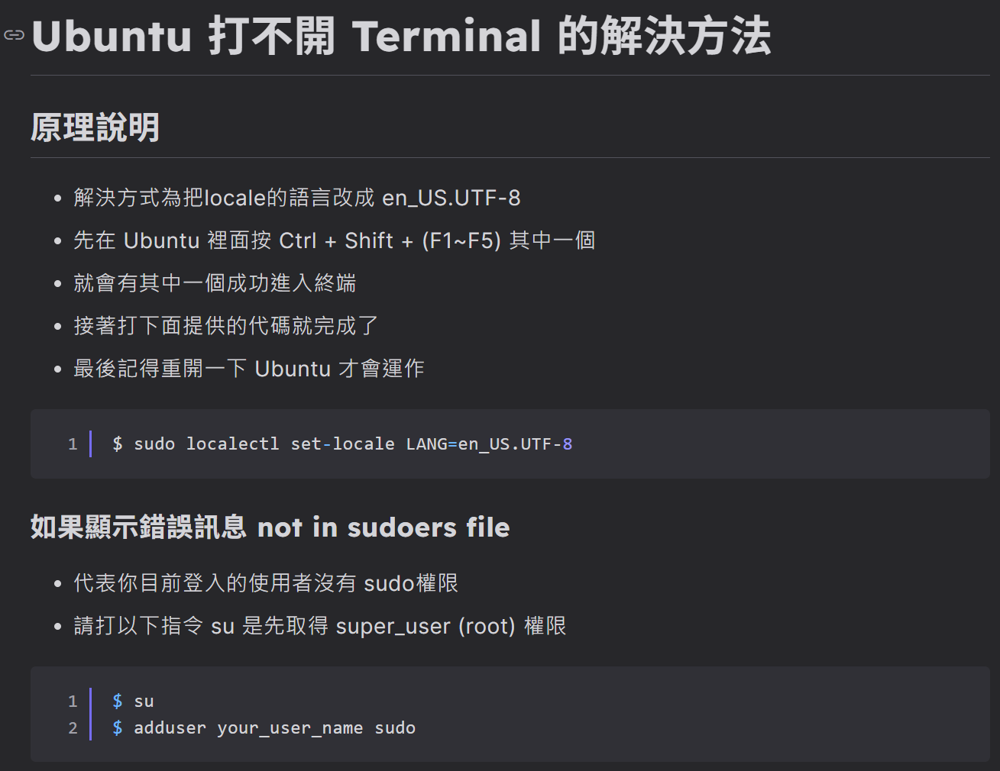 Ubuntu 打不開 Terminal 的解決方法
原理說明
解決方式為把locale的語言改成 en_US.UTF-8
先在 Ubuntu 裡面按 Ctrl + Shift + (F1~F5) 其中一個
就會有其中一個成功進入終端
接著打下面提供的代碼就完成了
最後記得重開一下 Ubuntu 才會運作
1 $ sudo localectl set-locale LANG=en_US.UTF-8
如果顯示錯誤訊息 not in sudoers file
代表你目前登入的使用者沒有 sudo權限
請打以下指令 su 是先取得 super_user (root) 權限
1 $ su
2 $ adduser your_user_name sudo